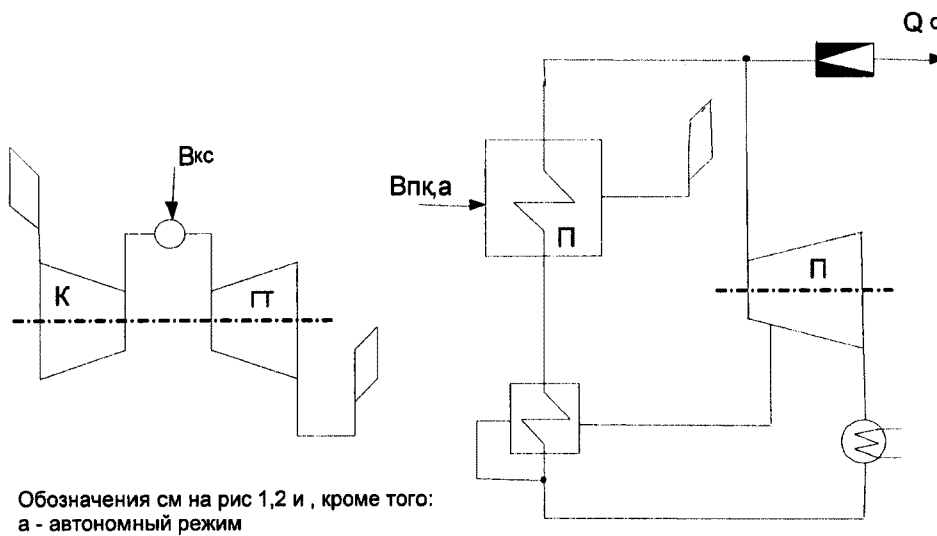 Q о
Вкс
Впк,а
П
П
К
ГТ
Обозначения см на рис 1,2 и , кроме того:
а - автономный режим